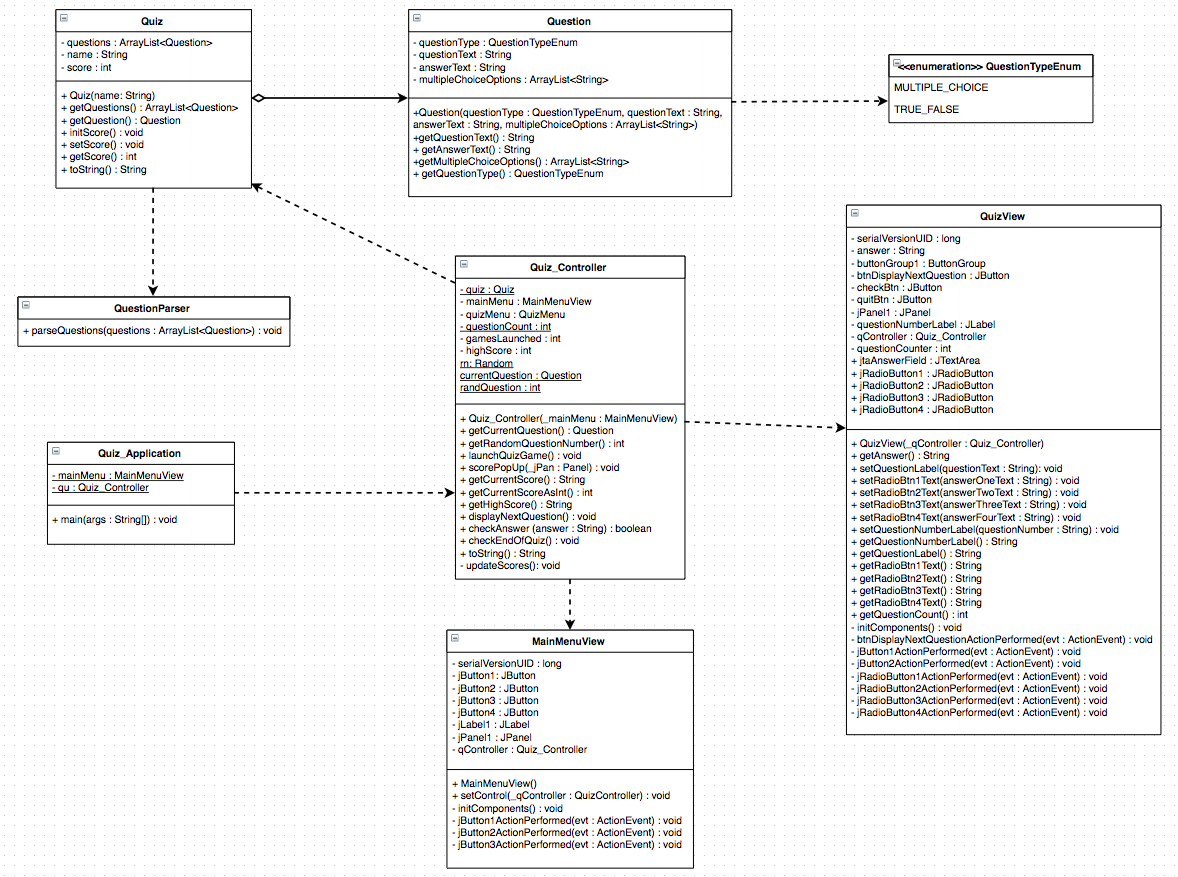 Quiz
- questions : ArrayList<Question>
- name : String
- score : int
+ Quiz(name: String)
+ getQuestions() : ArrayList<Question>
+ getQuestion() : Question
+ initScore() : void
+ setScore() : void
+ getScore() : int
+ toString() : String
Question
- questionType : QuestionTypeEnum
- questionText : String
- answerText : String
- multipleChoiceOptions : ArrayList<String>
+Question(questionType : QuestionTypeEnum, questionText : String,
answerText : String, multipleChoiceOptions : ArrayList<String>)
+getQuestionText() : String
+ getAnswerText() : String
+getMultipleChoiceOptions() : ArrayList<String>
+ getQuestionType() : QuestionTypeEnum
<<enumeration>> QuestionTypeEnum
MULTIPLE_CHOICE
TRUE_FALSE
QuestionParser
+ parseQuestions(questions : ArrayList<Question>) : void
Quiz_Controller
- quiz : Quiz
- mainMenu : MainMenuView
- quizMenu : QuizMenu
- questionCount : int
- gamesLaunched : int
- highScore : int
rn: Random
currentQuestion : Question
randQuestion : int
+ Quiz_Controller(_mainMenu : MainMenuView)
+ getCurrentQuestion() : Question
+ getRandomQuestionNumber() : int
+ launchQuizGame() : void
+ scorePopUp(_jPan : Panel) : void
+ getCurrentScore() : String
+ getCurrentScoreAsInt() : int
+ getHighScore() : String
+ displayNextQuestion() : void
+ checkAnswer (answer : String) : boolean
+ checkEndOfQuiz() : void
+ toString() : String
- updateScores(): void
QuizView
- serialVersionUID : long
- answer : String
- buttonGroup1 : ButtonGroup
- btnDisplayNextQuestion : JButton
- checkBtn : JButton
- quitBtn : JButton
- jPanel1 : JPanel
- questionNumberLabel : JLabel
- qController : Quiz_Controller
- questionCounter : int
+ jtaAnswerField : JTextArea
+ jRadioButton1 : JRadioButton
+ jRadioButton2 : JRadioButton
+ jRadioButton3 : JRadioButton
+ jRadioButton4 : JRadioButton
+ QuizView(_qController : Quiz_Controller)
+ getAnswer() : String
+ setQuestionLabel(questionText : String): void
+ setRadioBtn1Text(answerOneText : String) : void
+ setRadioBtn2Text(answerTwoText : String) : void
+ setRadioBtn3Text(answerThreeText : String) : void
+ setRadioBtn4Text(answerFourText : String) : void
+ setQuestionNumberLabel(questionNumber : String) : void
+ getQuestionNumberLabel() : String
+ getQuestionLabel() : String
+ getRadioBtn1Text() : String
+ getRadioBtn2Text() : String
+ getRadioBtn3Text() : String
+ getRadioBtn4Text() : String
+ getQuestionCount() : int
- initComponents() : void
- btnDisplayNextQuestionActionPerformed(evt : ActionEvent) : void
- jButton1ActionPerformed(evt : ActionEvent) : void
- jButton2ActionPerformed(evt : ActionEvent) : void
- jRadioButton1ActionPerformed(evt : ActionEvent) : void
- jRadioButton2ActionPerformed(evt : ActionEvent) : void
- jRadioButton3ActionPerformed(evt : ActionEvent) : void
- jRadioButton4ActionPerformed(evt : ActionEvent) : void
Quiz_Application
- mainMenu : MainMenuView
- qu : Quiz_Controller
+ main(args : String[]) : void
MainMenuView
- serialVersionUID : long
- jButton1: JButton
- jButton2 : JButton
- jButton3 : JButton
- jButton4 : JButton
- jLabel1 : JLabel
- jPanel1 : JPanel
- qController : Quiz_Controller
+ MainMenuView()
+ setControl(_qController : QuizController) : void
- initComponents() : void
- jButton1ActionPerformed(evt : ActionEvent) : void
- jButton2ActionPerformed(evt : ActionEvent) : void
- jButton3ActionPerformed(evt : ActionEvent) : void